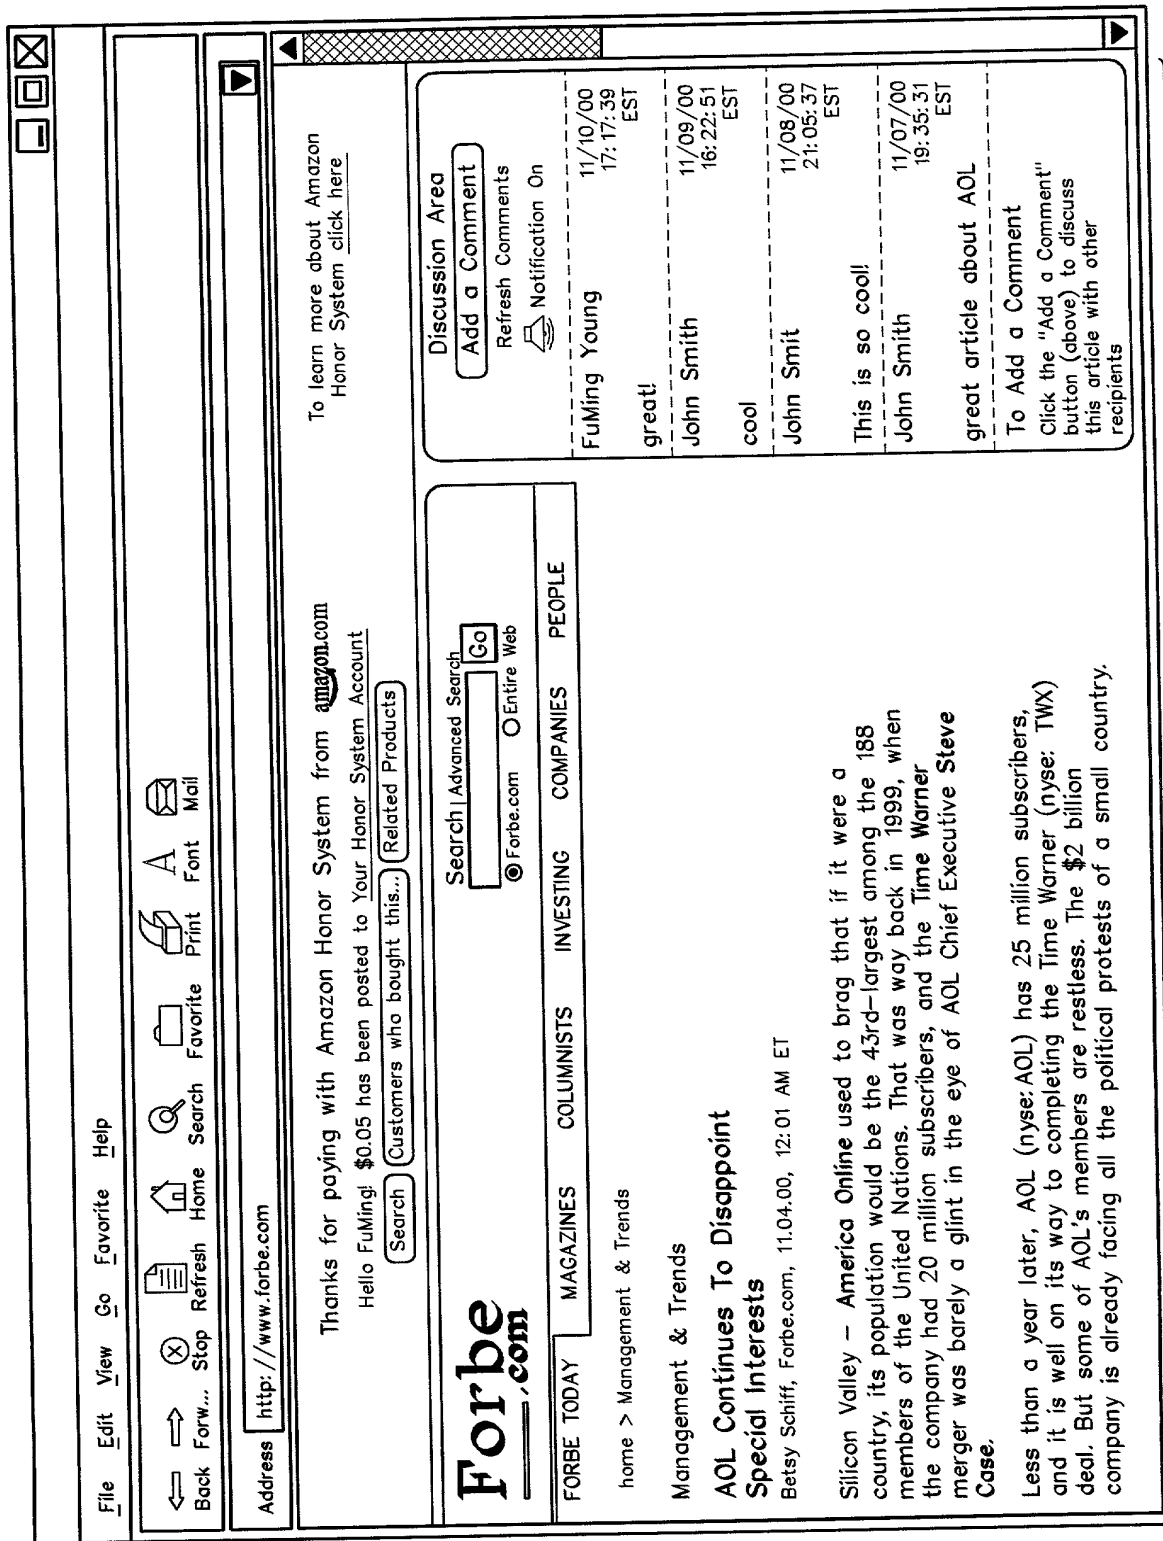 File Edit View Go Favorite Help
Back Forw... Stop Refresh Home Search Favorite Print Font Mail
Address http://www.forbe.com
Thanks for paying with Amazon Honor System from amazon.com
Hello FuMing! $0.05 has been posted to Your Honor System Account
Search Customers who bought this... Related Products
To learn more about Amazon
Honor System click here
Forbe
.com
Search | Advanced Search
Go
Forbe.com Entire Web
FORBE TODAY MAGAZINES COLUMNISTS INVESTING COMPANIES PEOPLE
home > Management & Trends
Management & Trends
AOL Continues To Disappoint
Special Interests
Betsy Schiff, Forbe.com, 11.04.00, 12:01 AM ET
Silicon Valley – America Online used to brag that if it were a
country, its population would be the 43rd-largest among the 188
members of the United Nations. That was way back in 1999, when
the company had 20 million subscribers, and the Time Warner
merger was barely a glint in the eye of AOL Chief Executive Steve
Case.
Less than a year later, AOL (nyse: AOL) has 25 million subscribers,
and it is well on its way to completing the Time Warner (nyse: TWX)
deal. But some of AOL's members are restless. The $2 billion
company is already facing all the political protests of a small country.
Discussion Area
Add a Comment
Refresh Comments
Notification On
FuMing Young 11/10/00
17:17:39
EST
great!
John Smith 11/09/00
16:22:51
EST
cool
John Smit 11/08/00
21:05:37
EST
This is so cool!
John Smith 11/07/00
19:35:31
EST
great article about AOL
To Add a Comment
Click the "Add a Comment"
button (above) to discuss
this article with other
recipients